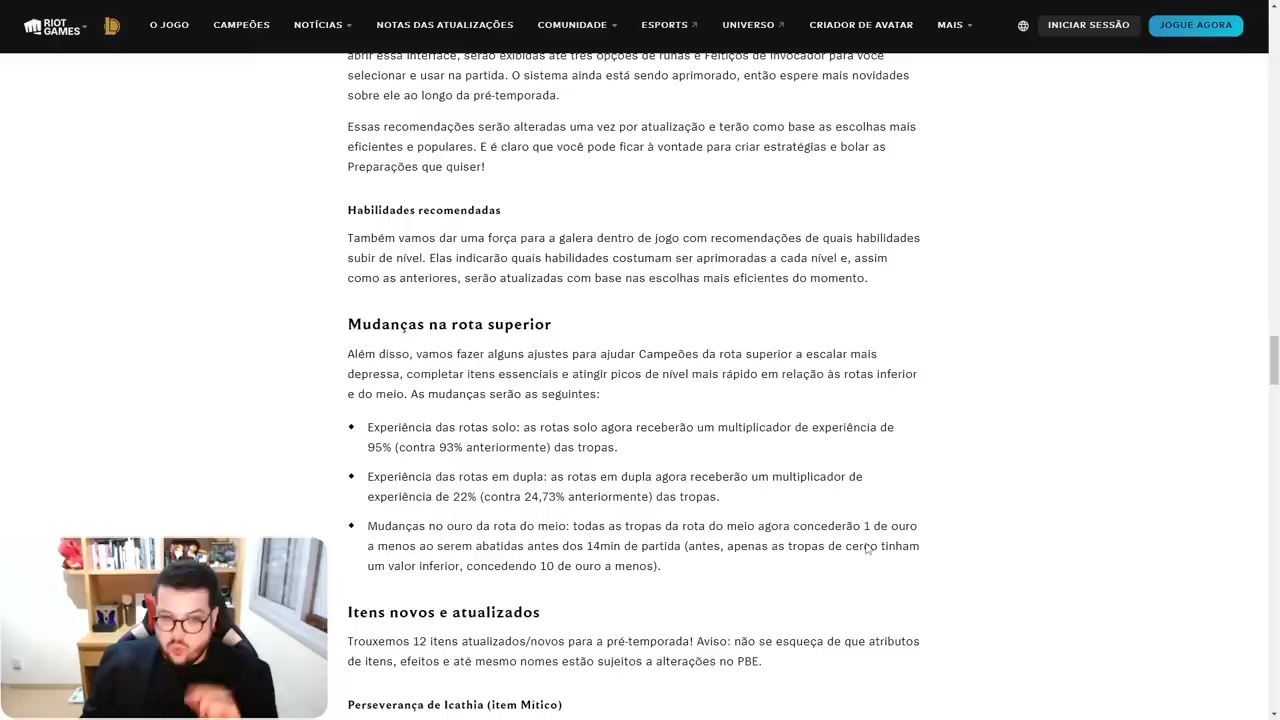 RIOT GAMES
O JOGO CAMPEÕES NOTÍCIAS NOTAS DAS ATUALIZAÇÕES COMUNIDADE ESPORTS UNIVERSO CRIADOR DE AVATAR MAIS INICIAR SESSÃO JOGUE AGORA
abrir essa interface, serão exibidas até três opções de runas e Feitiços de Invocador para você
selecionar e usar na partida. O sistema ainda está sendo aprimorado, então espere mais novidades
sobre ele ao longo da pré-temporada.
Essas recomendações serão alteradas uma vez por atualização e terão como base as escolhas mais
eficientes e populares. E é claro que você pode ficar à vontade para criar estratégias e bolar as
Preparações que quiser!
Habilidades recomendadas
Também vamos dar uma força para a galera dentro de jogo com recomendações de quais habilidades
subir de nível. Elas indicarão quais habilidades costumam ser aprimoradas a cada nível e, assim
como as anteriores, serão atualizadas com base nas escolhas mais eficientes do momento.
Mudanças na rota superior
Além disso, vamos fazer alguns ajustes para ajudar Campeões da rota superior a escalar mais
depressa, completar itens essenciais e atingir picos de nível mais rápido em relação às rotas inferior
e do meio. As mudanças serão as seguintes:
Experiência das rotas solo: as rotas solo agora receberão um multiplicador de experiência de
95% (contra 93% anteriormente) das tropas.
Experiência das rotas em dupla: as rotas em dupla agora receberão um multiplicador de
experiência de 22% (contra 24,73% anteriormente) das tropas.
Mudanças no ouro da rota do meio: todas as tropas da rota do meio agora concederão 1 de ouro
a menos ao serem abatidas antes dos 14min de partida (antes, apenas as tropas de cerco tinham
um valor inferior, concedendo 10 de ouro a menos).
Itens novos e atualizados
Trouxemos 12 itens atualizados/novos para a pré-temporada! Aviso: não se esqueça de que atributos
de itens, efeitos e até mesmo nomes estão sujeitos a alterações no PBE.
Perseverança de Icathia (item Mítico)